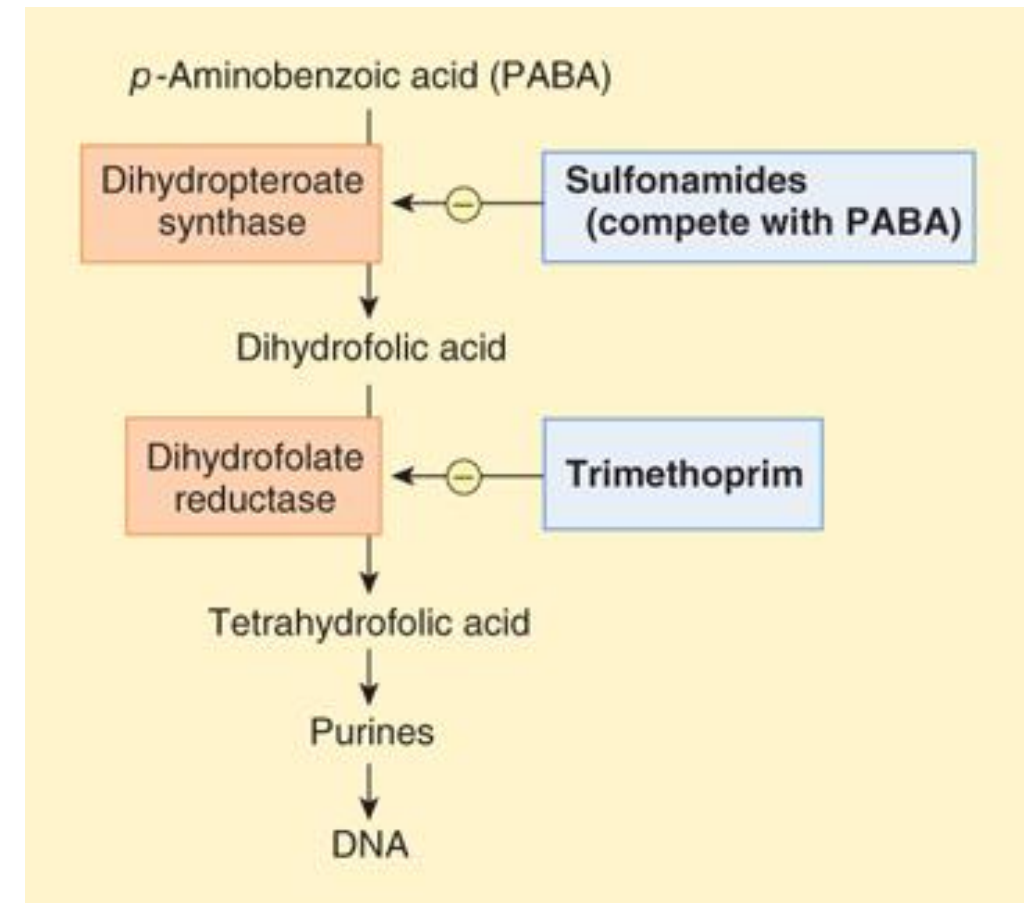 p-Aminobenzoic acid (PABA)
Dihydropteroate
synthase
−
Sulfonamides
(compete with PABA)
Dihydrofolic acid
Dihydrofolate
reductase
−
Trimethoprim
Tetrahydrofolic acid
Purines
DNA